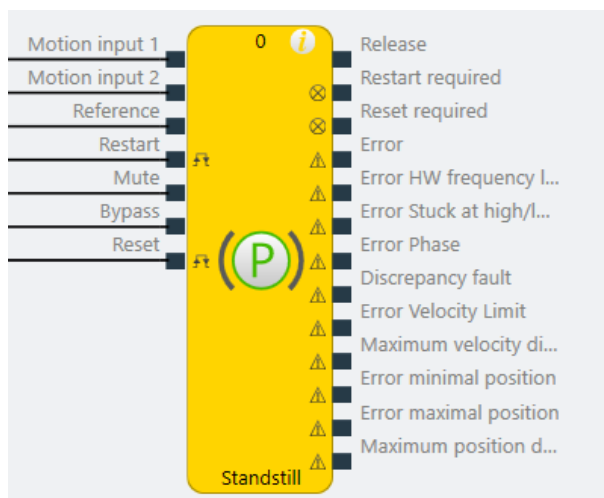 Motion input 1
Motion input 2
Reference
Restart
Mute
Bypass
Reset
0
i
P
Standstill
Release
Restart required
Reset required
Error
Error HW frequency l...
Error Stuck at high/l...
Error Phase
Discrepancy fault
Error Velocity Limit
Maximum velocity di...
Error minimal position
Error maximal position
Maximum position d...